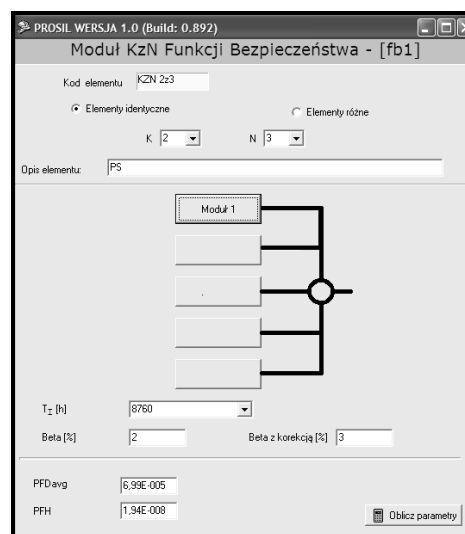 PROSIL WERSJA 1.0 (Build: 0.892)
Moduł KzN Funkcji Bezpieczeństwa - [fb1]
Kod elementu KZN 2z3
Elementy identyczne Elementy różne
K 2 N 3
Opis elementu: PS
Moduł 1
T_I [h] 8760
Beta [%] 2 Beta z korekcją [%] 3
PFDavg 6,99E-005
PFH 1,94E-008
Oblicz parametry